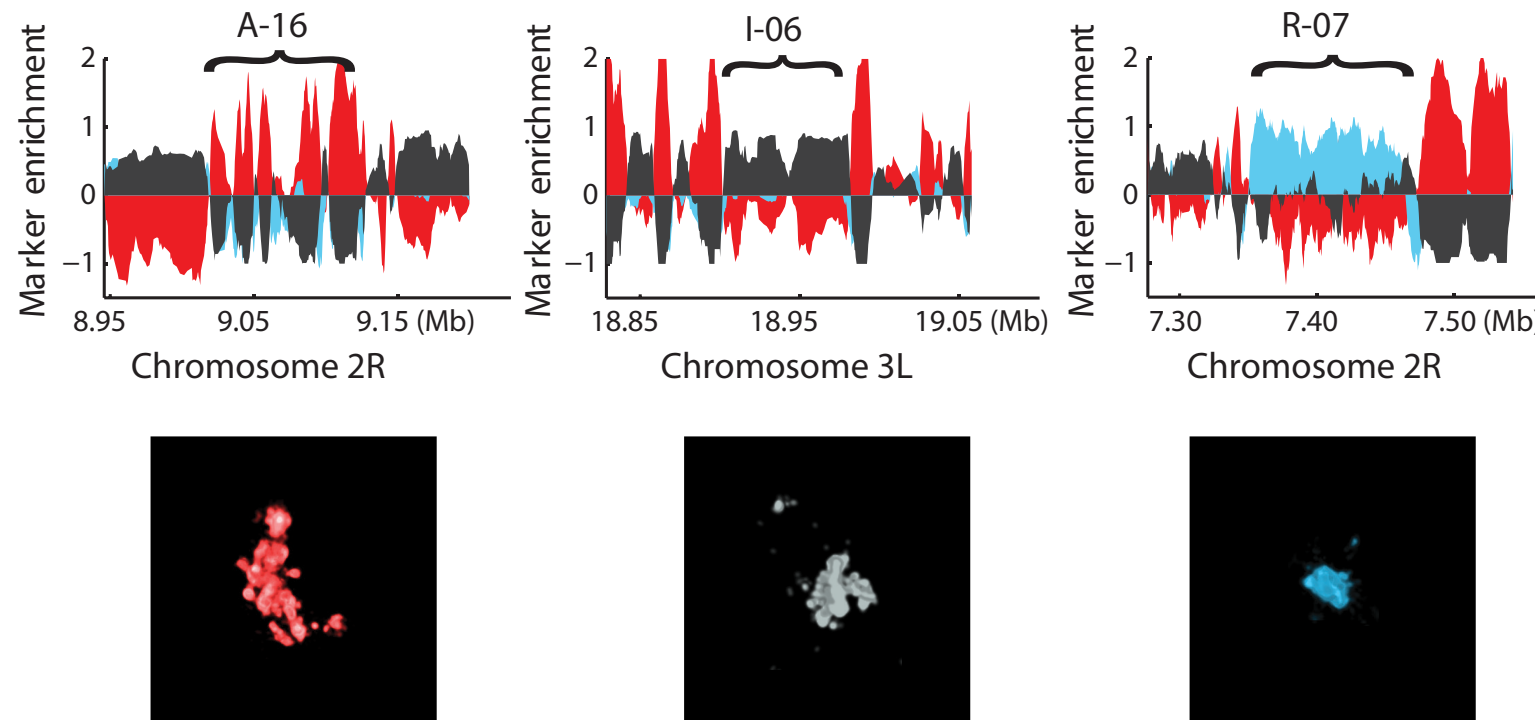 A-16
Marker enrichment
2
1
0
−1
8.95 9.05 9.15 (Mb)
Chromosome 2R
I-06
Marker enrichment
2
1
0
−1
18.85 18.95 19.05 (Mb)
Chromosome 3L
R-07
Marker enrichment
2
1
0
−1
7.30 7.40 7.50 (Mb)
Chromosome 2R